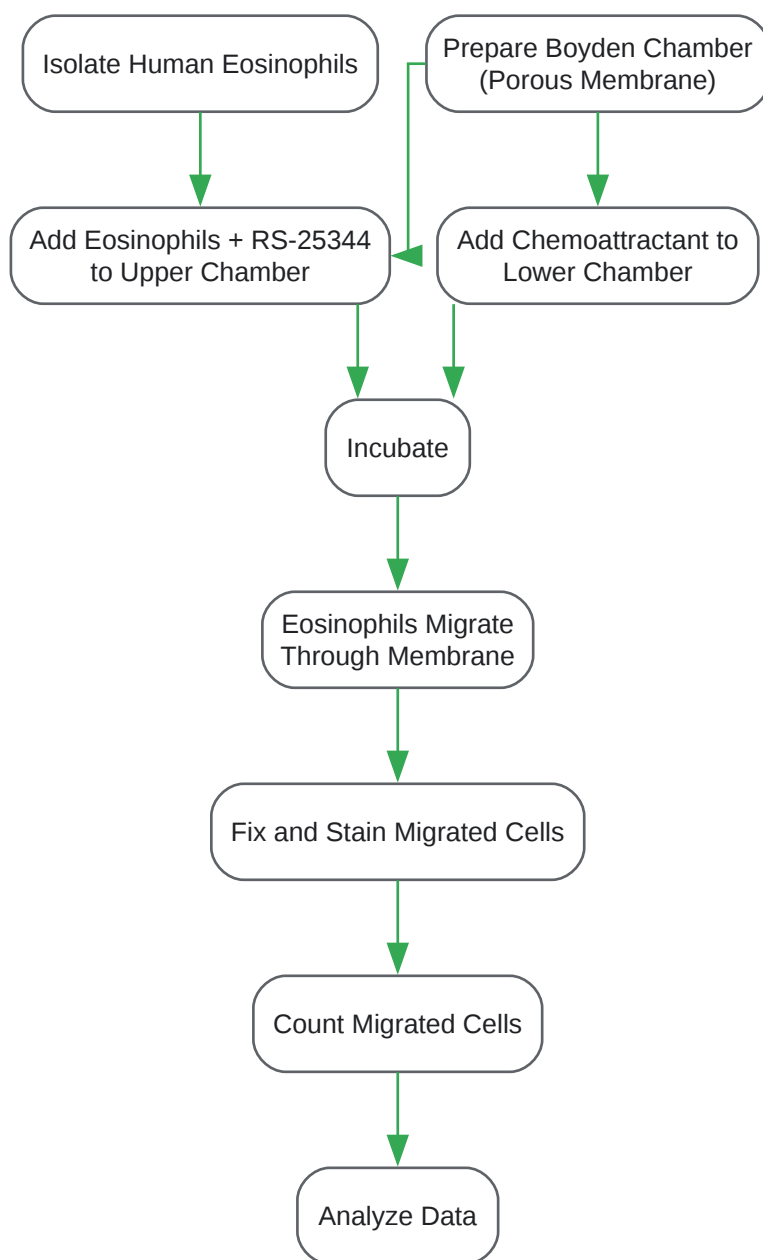 Isolate Human Eosinophils
Prepare Boyden Chamber
(Porous Membrane)
Add Eosinophils + RS-25344
to Upper Chamber
Add Chemoattractant to
Lower Chamber
Incubate
Eosinophils Migrate
Through Membrane
Fix and Stain Migrated Cells
Count Migrated Cells
Analyze Data